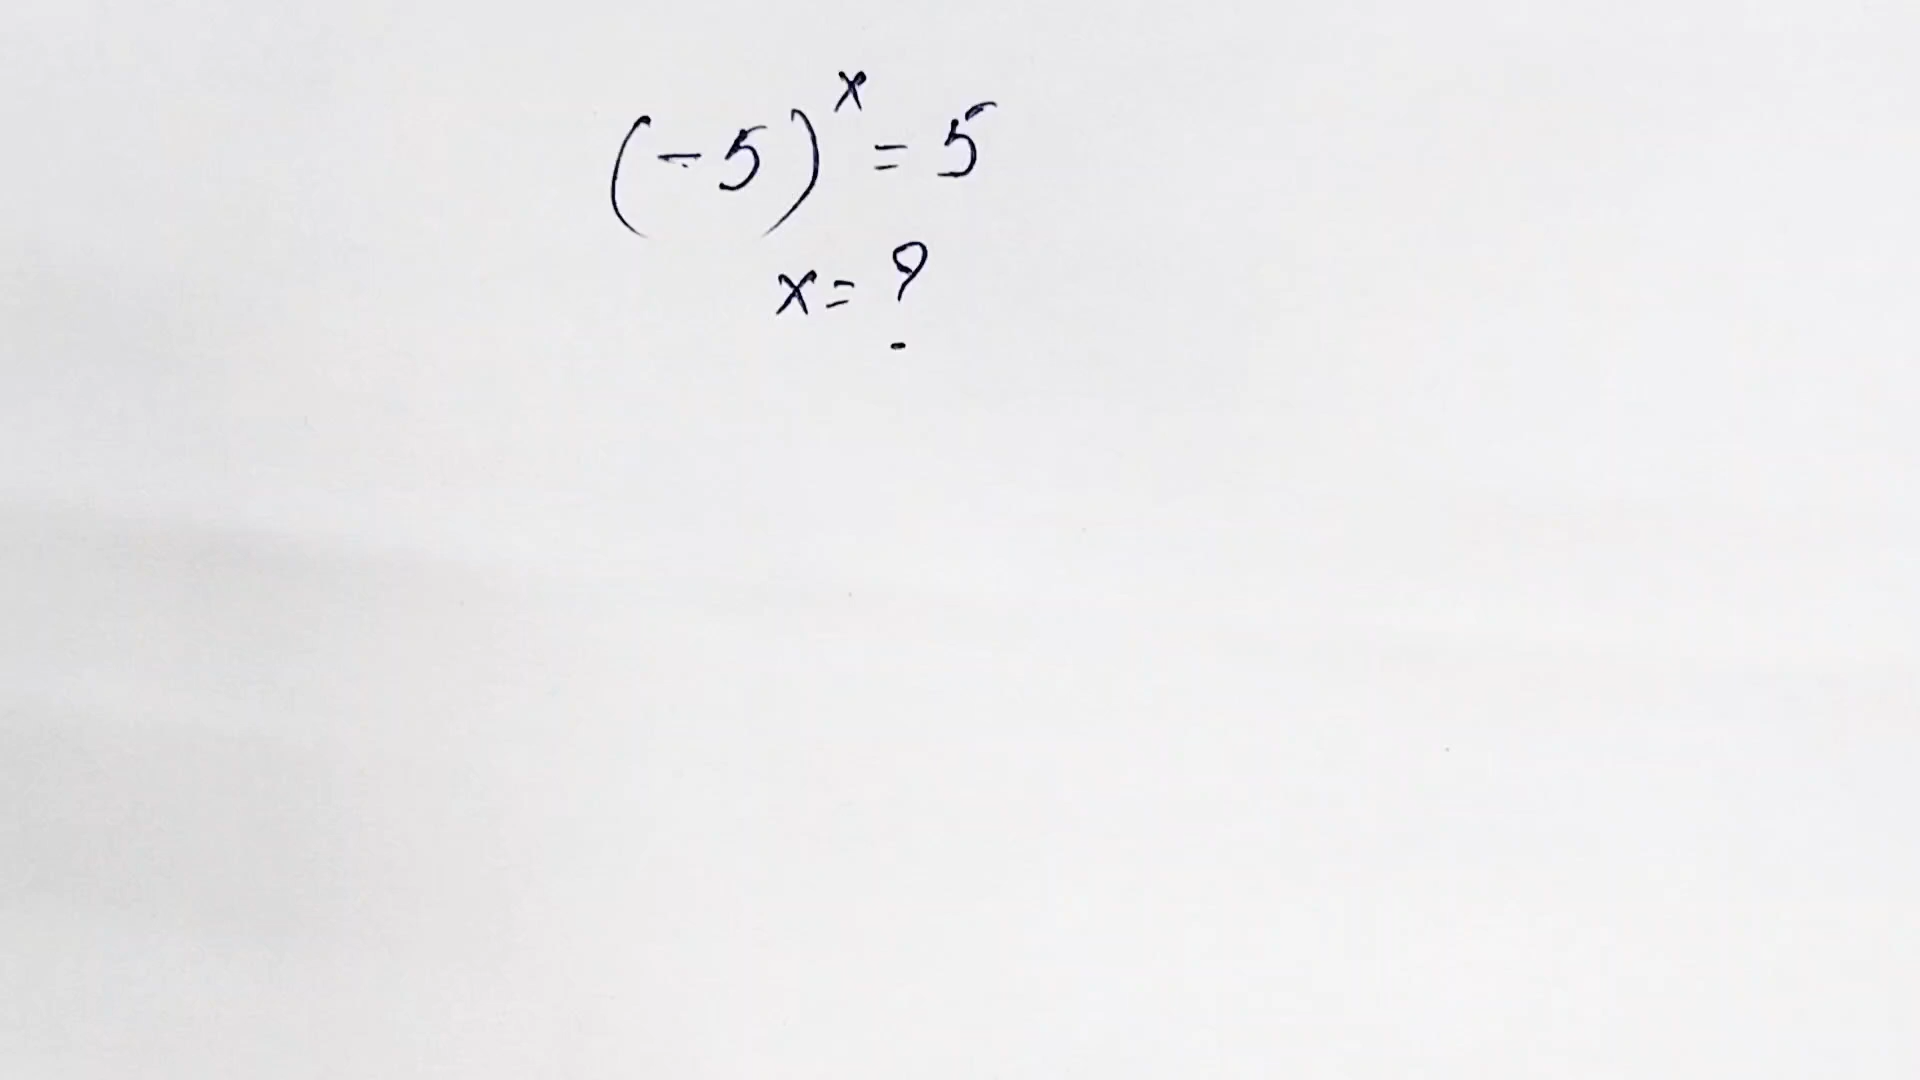 (-5)^x = 5
x = ?